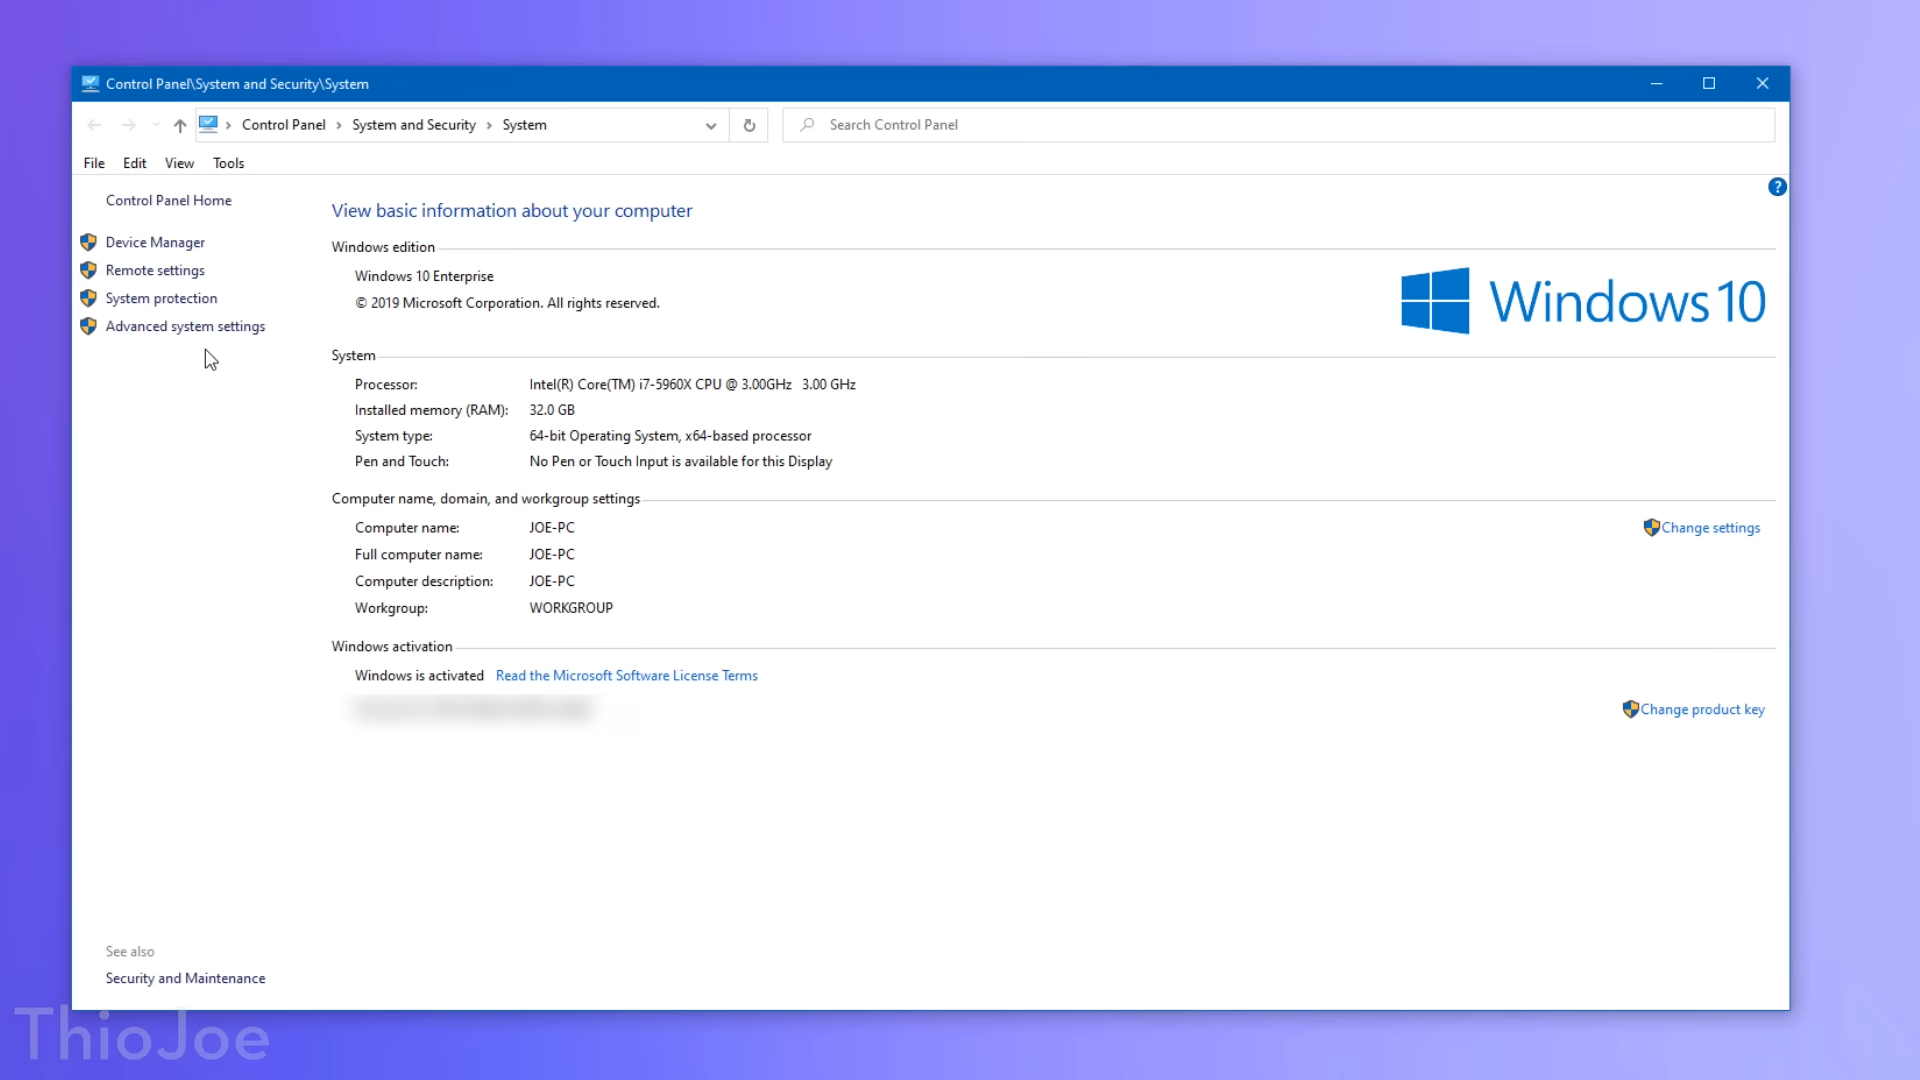 Control Panel\System and Security\System
Control Panel › System and Security › System
Search Control Panel
File Edit View Tools
?
Control Panel Home
Device Manager
Remote settings
System protection
Advanced system settings
View basic information about your computer
Windows edition
Windows 10 Enterprise
© 2019 Microsoft Corporation. All rights reserved.
Windows 10
System
Processor: Intel(R) Core(TM) i7-5960X CPU @ 3.00GHz 3.00 GHz
Installed memory (RAM): 32.0 GB
System type: 64-bit Operating System, x64-based processor
Pen and Touch: No Pen or Touch Input is available for this Display
Computer name, domain, and workgroup settings
Computer name: JOE-PC
Change settings
Full computer name: JOE-PC
Computer description: JOE-PC
Workgroup: WORKGROUP
Windows activation
Windows is activated Read the Microsoft Software License Terms
Change product key
See also
Security and Maintenance
ThioJoe